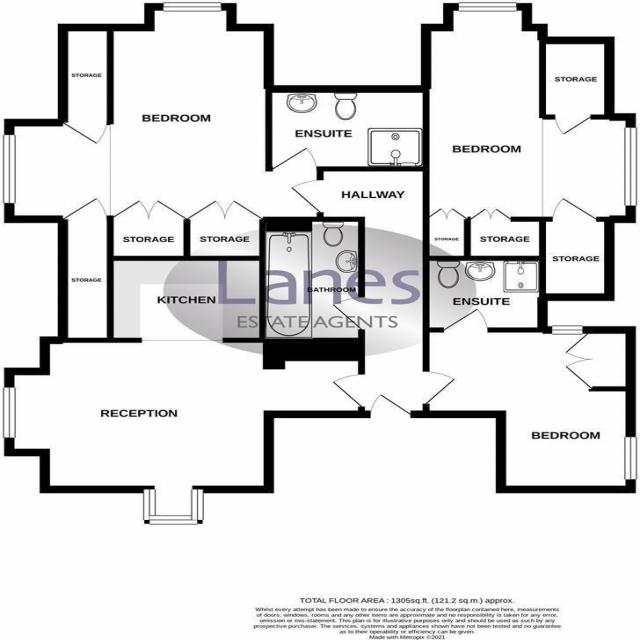 STORAGE
BEDROOM
STORAGE
ENSUITE
BEDROOM
HALLWAY
STORAGE
STORAGE
STORAGE
STORAGE
STORAGE
STORAGE
KITCHEN
Lanes
BATHROOM
ENSUITE
ESTATE AGENTS
RECEPTION
BEDROOM
TOTAL FLOOR AREA : 1305sq.ft. (121.2 sq.m.) approx.
Whilst every attempt has been made to ensure the accuracy of the floorplan contained here, measurements
of doors, windows, rooms and any other items are approximate and no responsibility is taken for any error,
omission or mis-statement. This plan is for illustrative purposes only and should be used as such by any
prospective purchaser. The services, systems and appliances shown have not been tested and no guarantee
as to their operability or efficiency can be given.
Made with Metropix ©2021